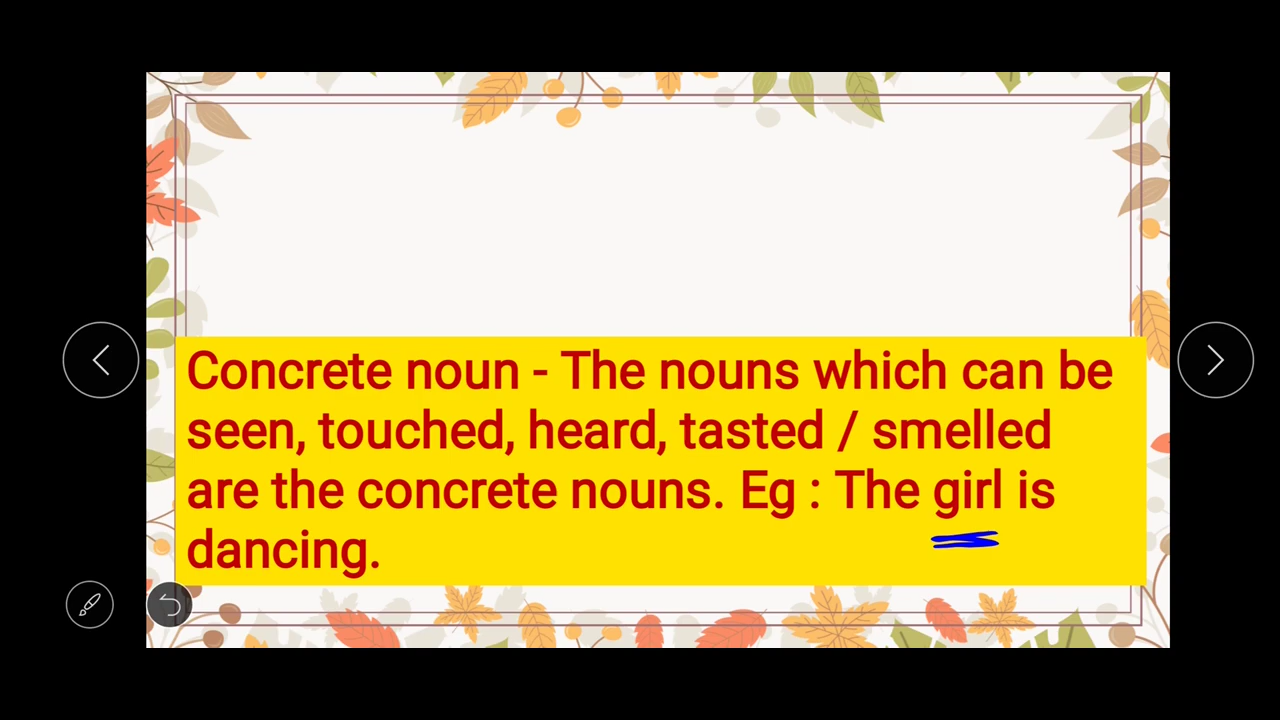 Concrete noun - The nouns which can be
seen, touched, heard, tasted / smelled
are the concrete nouns. Eg : The girl is
dancing.